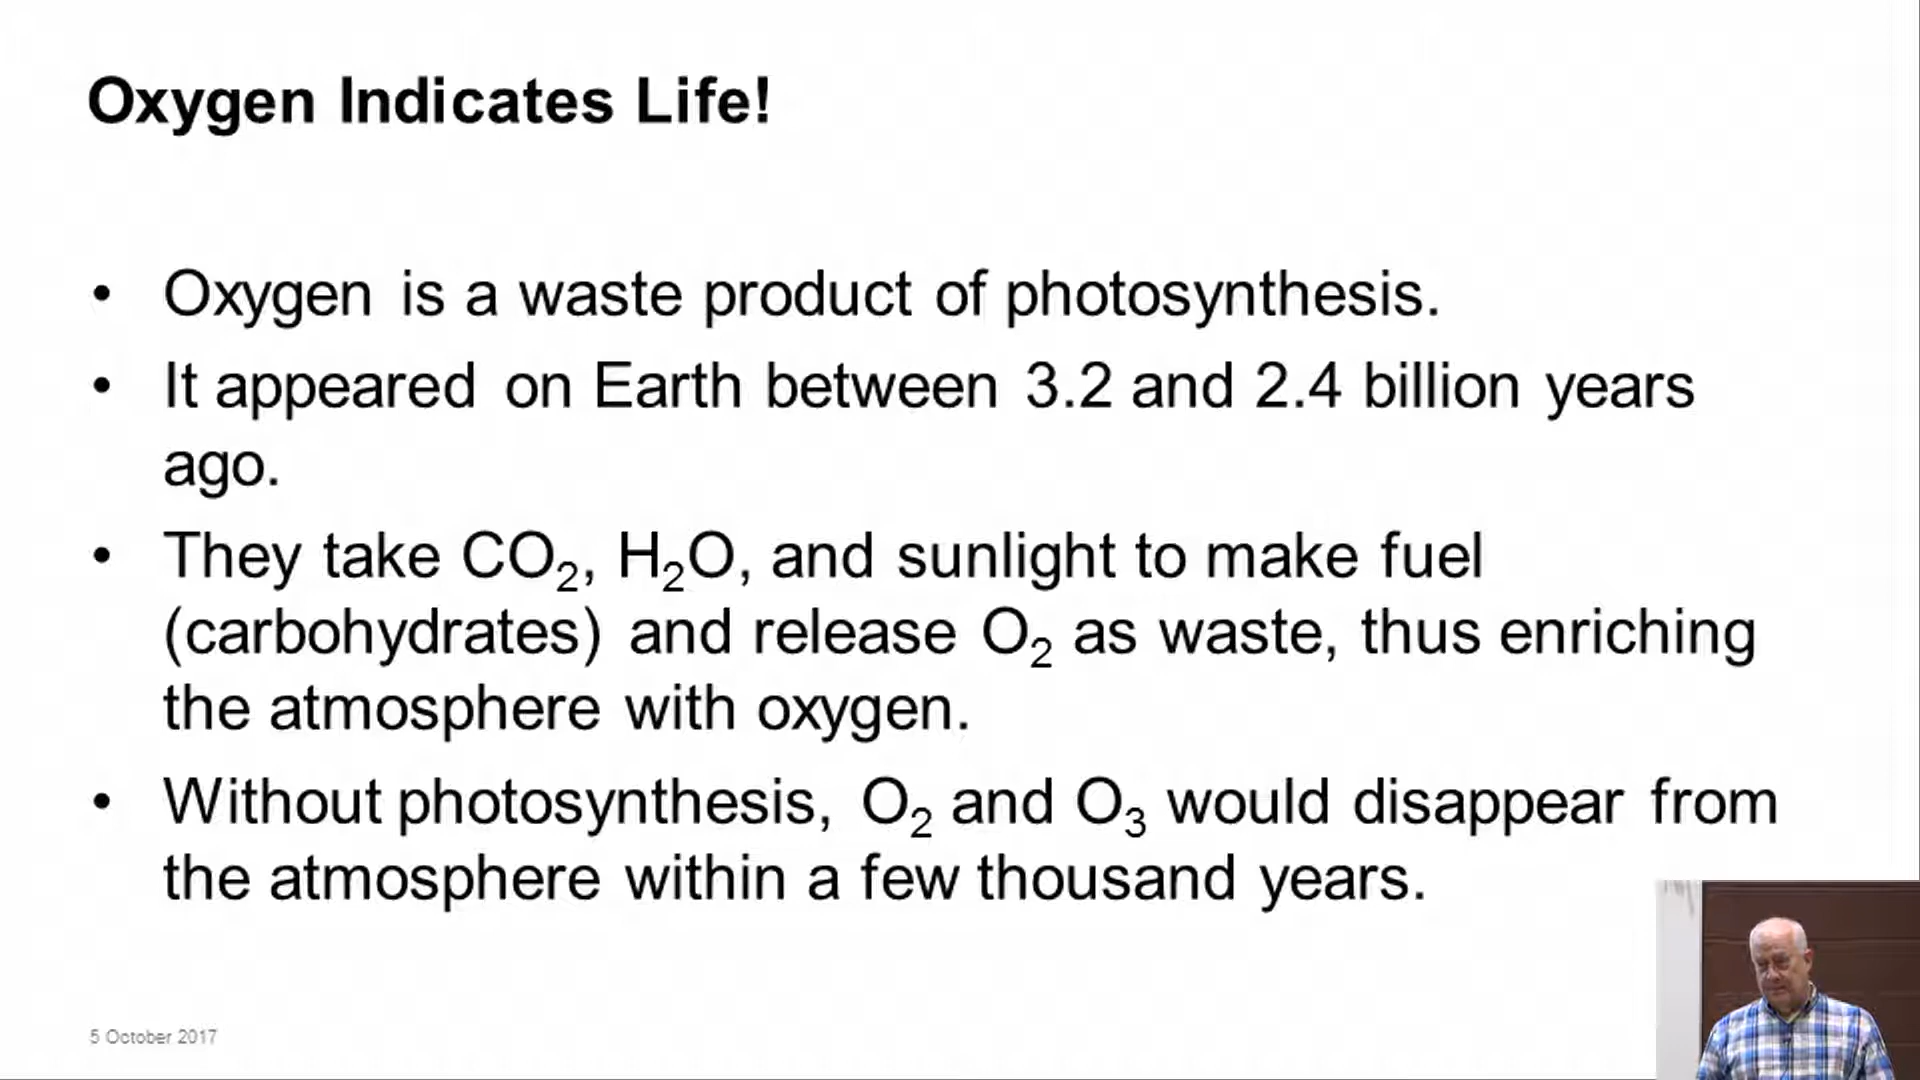 Oxygen Indicates Life!
• Oxygen is a waste product of photosynthesis.
• It appeared on Earth between 3.2 and 2.4 billion years
ago.
• They take CO₂, H₂O, and sunlight to make fuel
(carbohydrates) and release O₂ as waste, thus enriching
the atmosphere with oxygen.
• Without photosynthesis, O₂ and O₃ would disappear from
the atmosphere within a few thousand years.
5 October 2017